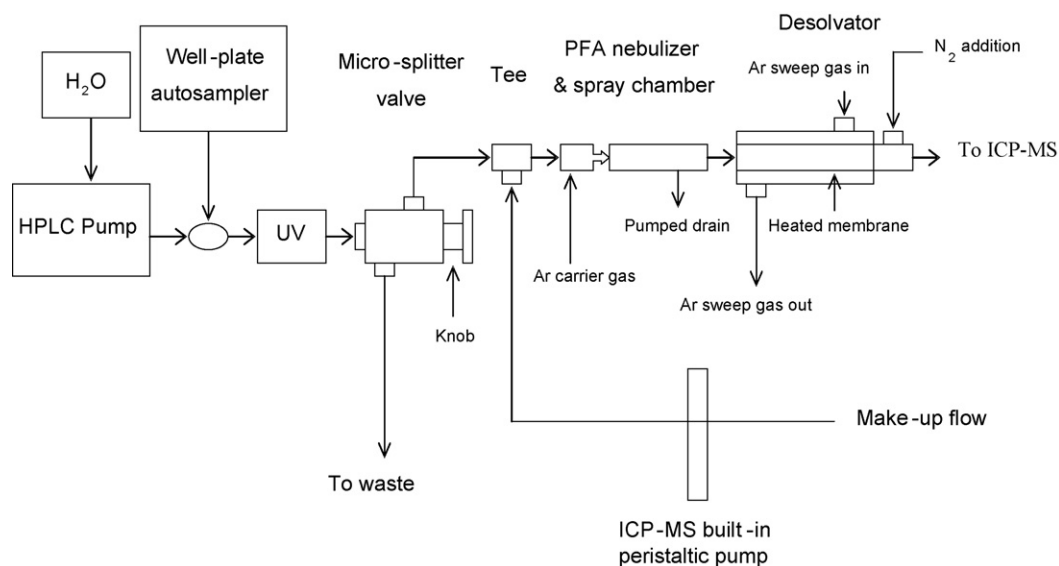 H2O
Well-plate
autosampler
Micro-splitter
valve
Tee
PFA nebulizer
& spray chamber
Desolvator
Ar sweep gas in
N2 addition
To ICP-MS
HPLC Pump
UV
Pumped drain
Heated membrane
Ar carrier gas
Ar sweep gas out
Knob
Make-up flow
To waste
ICP-MS built-in
peristaltic pump